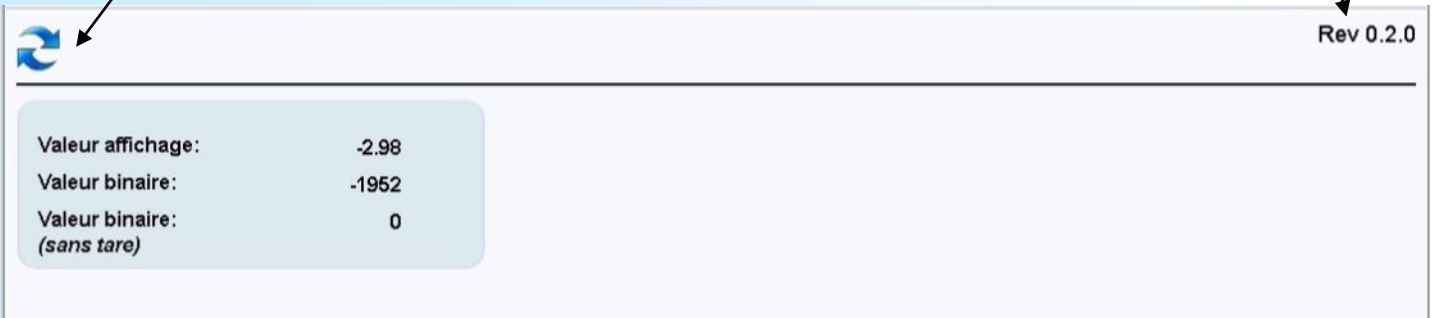 Rev 0.2.0
Valeur affichage: -2.98
Valeur binaire: -1952
Valeur binaire: 0
(sans tare)